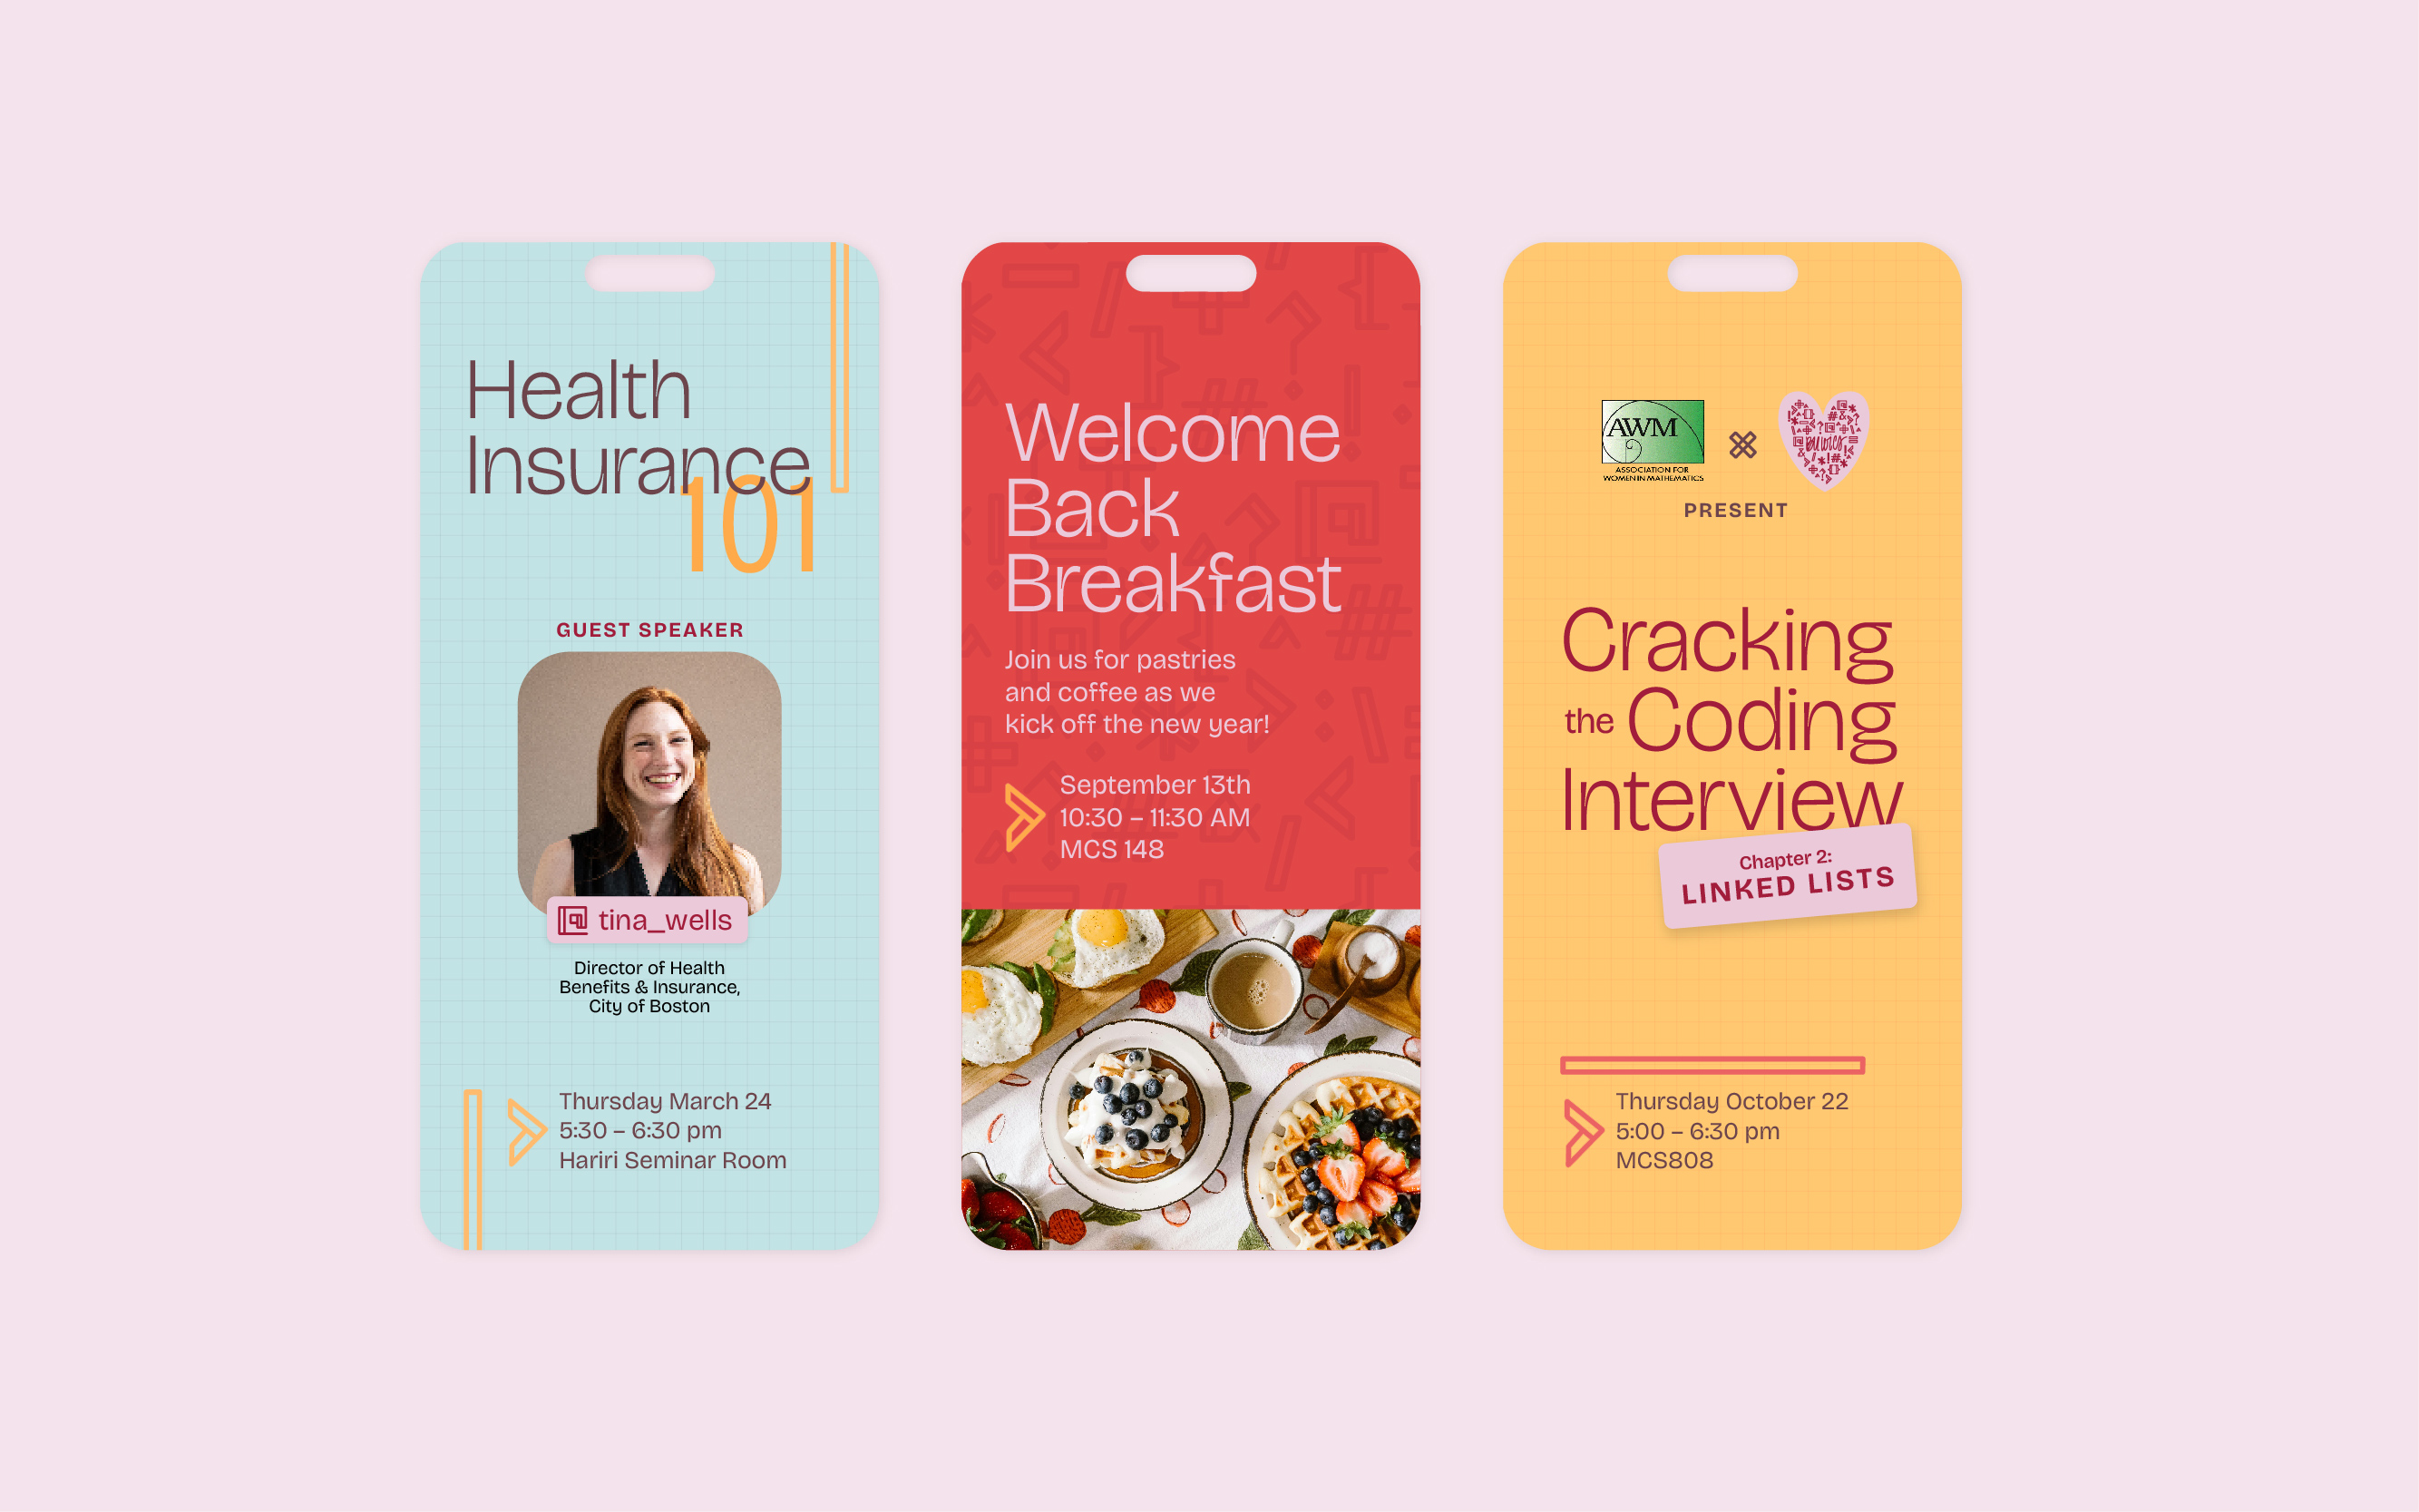 Health
Insurance
101
GUEST SPEAKER
tina_wells
Director of Health
Benefits & Insurance,
City of Boston
Thursday March 24
5:30 – 6:30 pm
Hariri Seminar Room
Welcome
Back
Breakfast
Join us for pastries
and coffee as we
kick off the new year!
September 13th
10:30 – 11:30 AM
MCS 148
AWM
ASSOCIATION FOR
WOMEN IN MATHEMATICS
PRESENT
Cracking
the Coding
Interview
Chapter 2:
LINKED LISTS
Thursday October 22
5:00 – 6:30 pm
MCS808